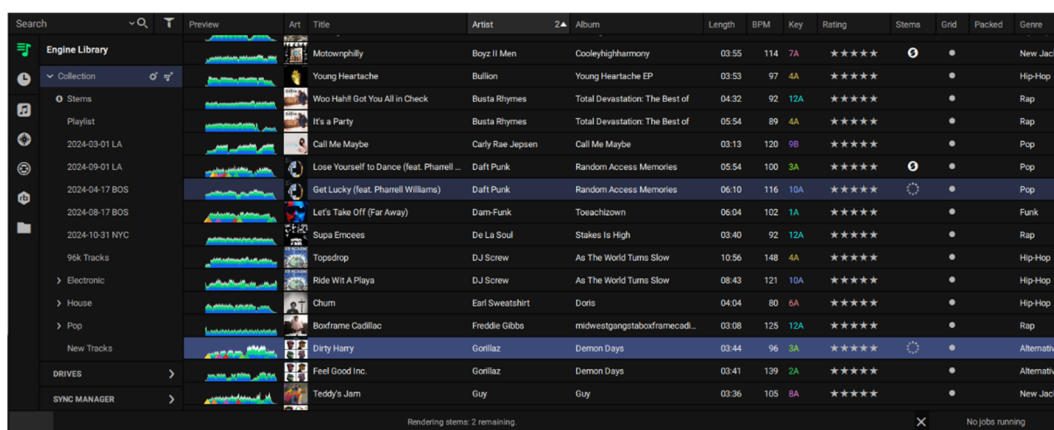 Search Preview Art Title Artist 2 Album Length BPM Key Rating Stems Grid Packed Genre
Engine Library
Collection
Stems
Playlist
2024-03-01 LA
2024-09-01 LA
2024-04-17 BOS
2024-08-17 BOS
2024-10-31 NYC
96k Tracks
Electronic
House
Pop
New Tracks
DRIVES
SYNC MANAGER
rb
Motownphilly Boyz II Men Cooleyhighharmony 03:55 114 7A New Jac
Young Heartache Bullion Young Heartache EP 03:53 97 4A Hip-Hop
Woo Hah!! Got You All in Check Busta Rhymes Total Devastation: The Best of 04:32 92 12A Rap
It's a Party Busta Rhymes Total Devastation: The Best of 05:54 89 4A Rap
Call Me Maybe Carly Rae Jepsen Call Me Maybe 03:13 120 9B Pop
Lose Yourself to Dance (feat. Pharrell ... Daft Punk Random Access Memories 05:54 100 3A Pop
Get Lucky (feat. Pharrell Williams) Daft Punk Random Access Memories 06:10 116 10A Pop
Let's Take Off (Far Away) Dam-Funk Toeachizown 06:04 102 1A Funk
Supa Emcees De La Soul Stakes Is High 03:40 92 12A Rap
Topsdrop DJ Screw As The World Turns Slow 10:56 148 4A Hip-Hop
Ride Wit A Playa DJ Screw As The World Turns Slow 08:43 121 10A Hip-Hop
Chum Earl Sweatshirt Doris 04:04 80 6A Hip-Hop
Boxframe Cadillac Freddie Gibbs midwestgangstaboxframecadi... 03:08 125 12A Rap
Dirty Harry Gorillaz Demon Days 03:44 96 3A Alternativ
Feel Good Inc. Gorillaz Demon Days 03:41 139 2A Alternativ
Teddy's Jam Guy Guy 03:36 105 8A New Jac
Rendering stems: 2 remaining. No jobs running